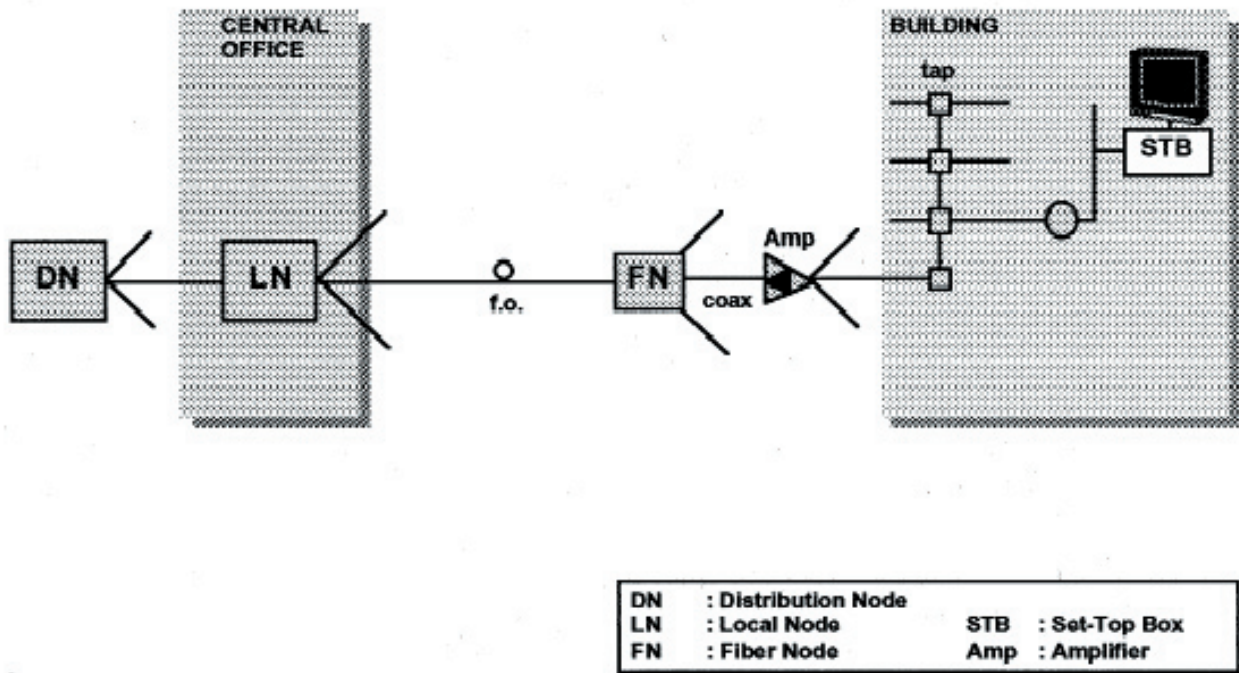 CENTRAL
OFFICE
BUILDING
tap
STB
Amp
DN
LN
f.o.
FN
coax
DN : Distribution Node
LN : Local Node STB : Set-Top Box
FN : Fiber Node Amp : Amplifier